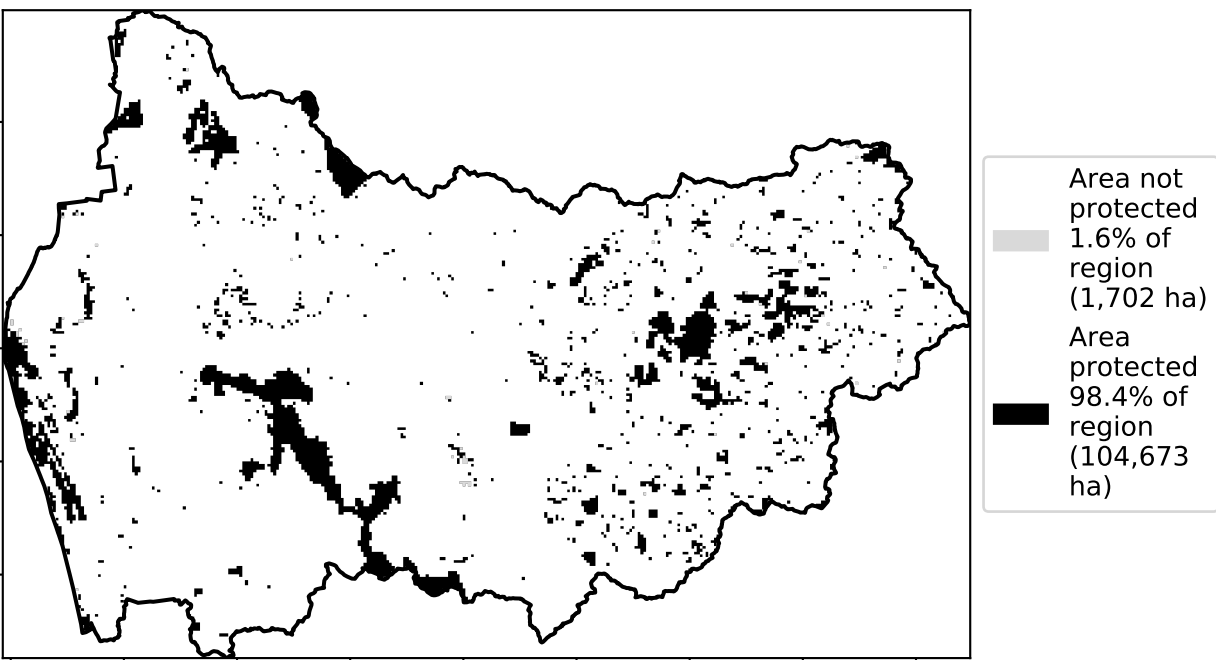 Area not
protected
1.6% of
region
(1,702 ha)
Area
protected
98.4% of
region
(104,673
ha)